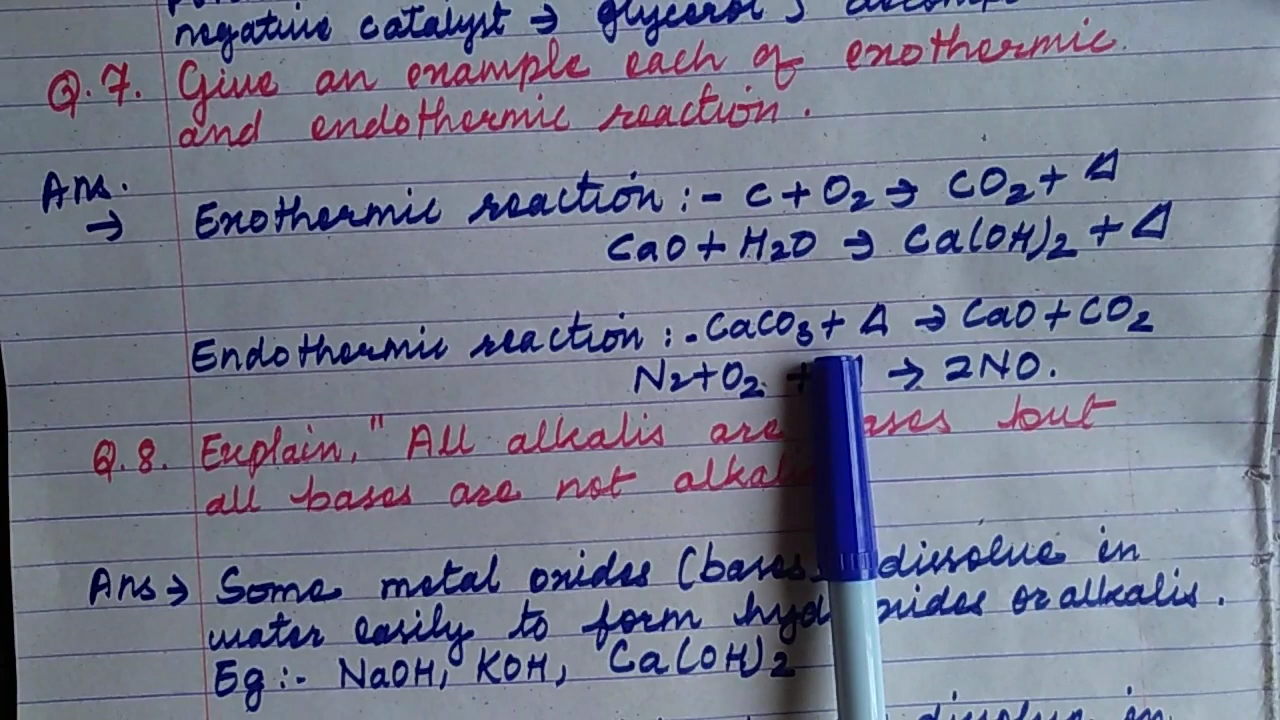 negative catalyst → glycerol
Q.7. Give an example each of exothermic
and endothermic reaction.
Ans.
→ Exothermic reaction :- C + O2 → CO2 + Δ
CaO + H2O → Ca(OH)2 + Δ
Endothermic reaction :- CaCO3 + Δ → CaO + CO2
N2 + O2 + → 2NO.
Q.8. Explain, " All alkalis are bases but
all bases are not
Ans → Some metal oxides (bases) dissolve in
water easily to form hydroxides or alkalis.
Eg :- NaOH, KOH, Ca(OH)2
dissolve in